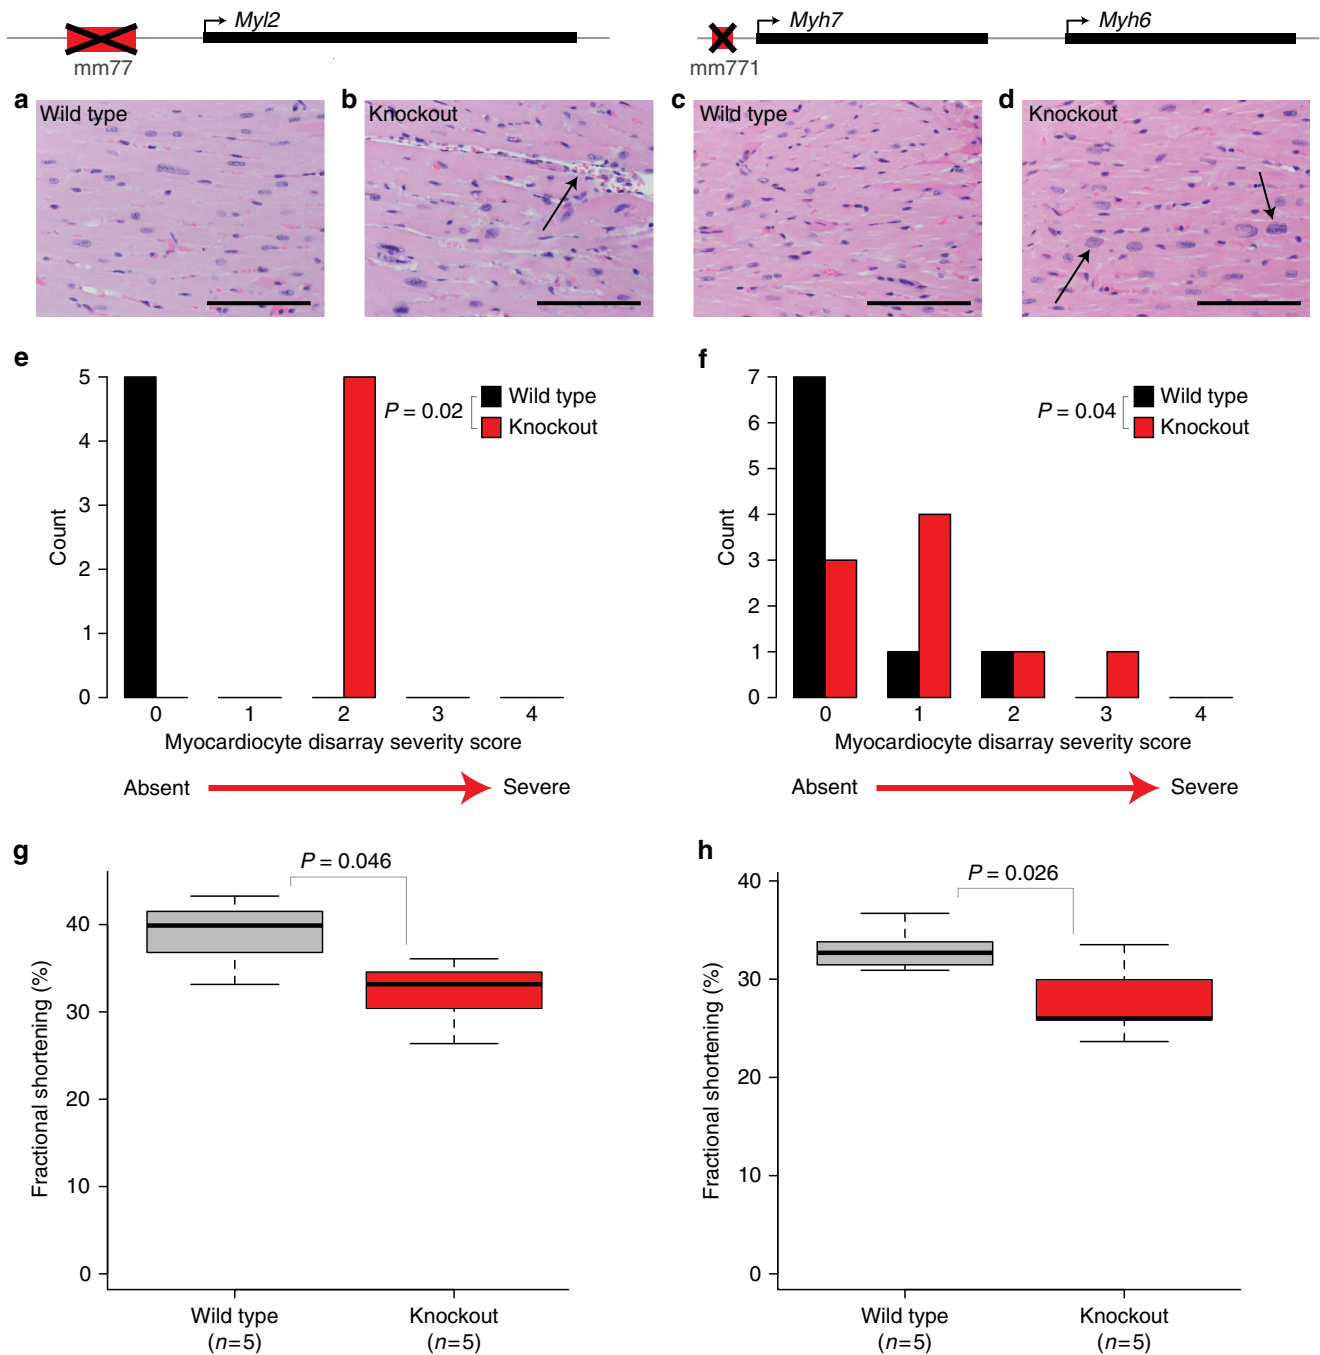 Myl2
Myh7
Myh6
mm77
mm771
a
Wild type
b
Knockout
c
Wild type
d
Knockout
e
5
4
3
2
1
0
Count
P = 0.02
Wild type
Knockout
0 1 2 3 4
Myocardiocyte disarray severity score
Absent
Severe
f
7
6
5
4
3
2
1
0
Count
P = 0.04
Wild type
Knockout
0 1 2 3 4
Myocardiocyte disarray severity score
Absent
Severe
g
P = 0.046
40
30
20
10
0
Fractional shortening (%)
Wild type
(n=5)
Knockout
(n=5)
h
P = 0.026
40
30
20
10
0
Fractional shortening (%)
Wild type
(n=5)
Knockout
(n=5)